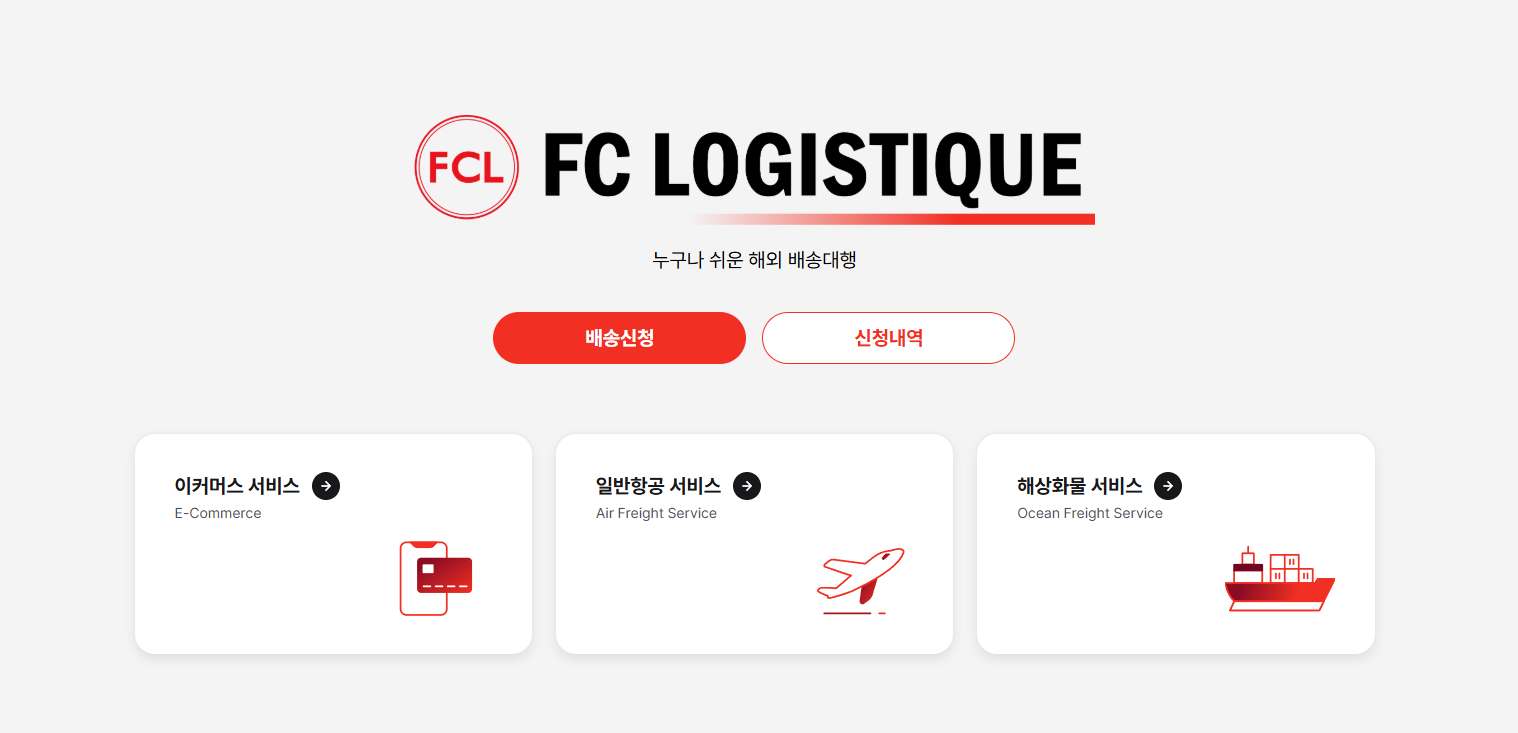 FCL FC LOGISTIQUE
누구나 쉬운 해외 배송대행
배송신청
신청내역
이커머스 서비스
E-Commerce
일반항공 서비스
Air Freight Service
해상화물 서비스
Ocean Freight Service